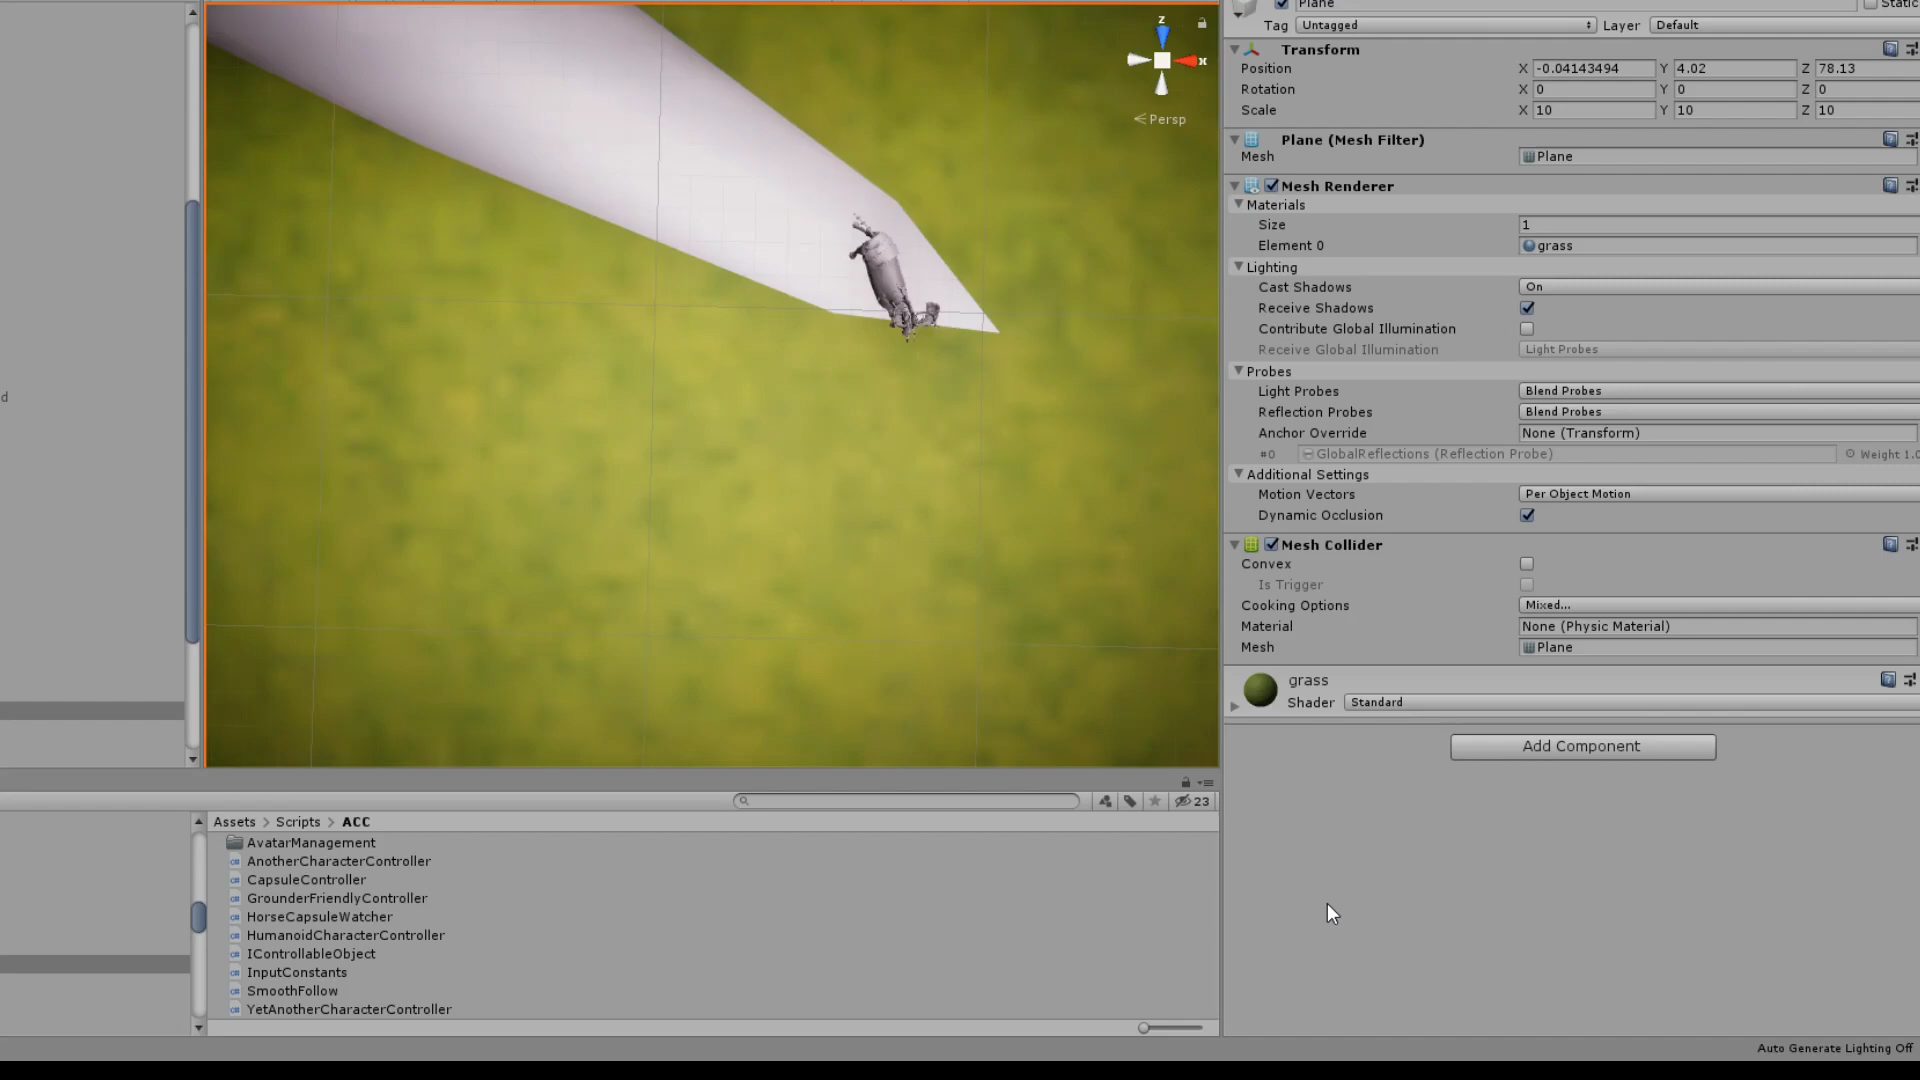 Plane
Static
Tag Untagged Layer Default
z
x
Persp
Transform
Position X -0.04143494 Y 4.02 Z 78.13
Rotation X 0 Y 0 Z 0
Scale X 10 Y 10 Z 10
Plane (Mesh Filter)
Mesh Plane
Mesh Renderer
Materials
Size 1
Element 0 grass
Lighting
Cast Shadows On
Receive Shadows
Contribute Global Illumination
Receive Global Illumination Light Probes
Probes
Light Probes Blend Probes
Reflection Probes Blend Probes
Anchor Override None (Transform)
#0 GlobalReflections (Reflection Probe) Weight 1.0
Additional Settings
Motion Vectors Per Object Motion
Dynamic Occlusion
Mesh Collider
Convex
Is Trigger
Cooking Options Mixed...
Material None (Physic Material)
Mesh Plane
grass
Shader Standard
Add Component
d
23
Assets > Scripts > ACC
AvatarManagement
AnotherCharacterController
CapsuleController
GrounderFriendlyController
HorseCapsuleWatcher
HumanoidCharacterController
IControllableObject
InputConstants
SmoothFollow
YetAnotherCharacterController
Auto Generate Lighting Off